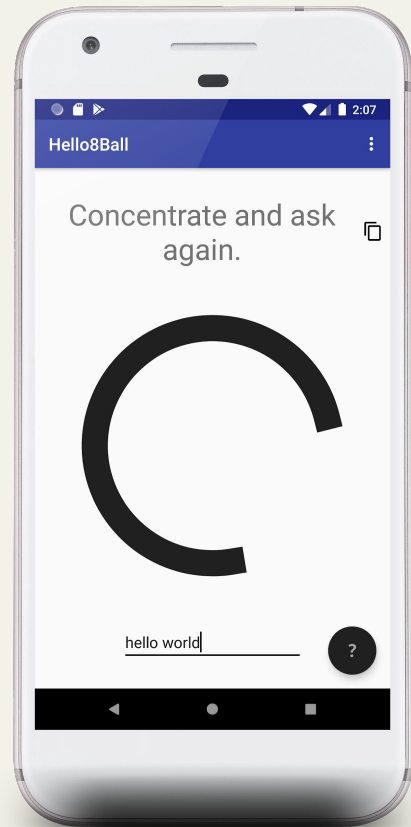 2:07
Hello8Ball
Concentrate and ask
again.
hello world
?